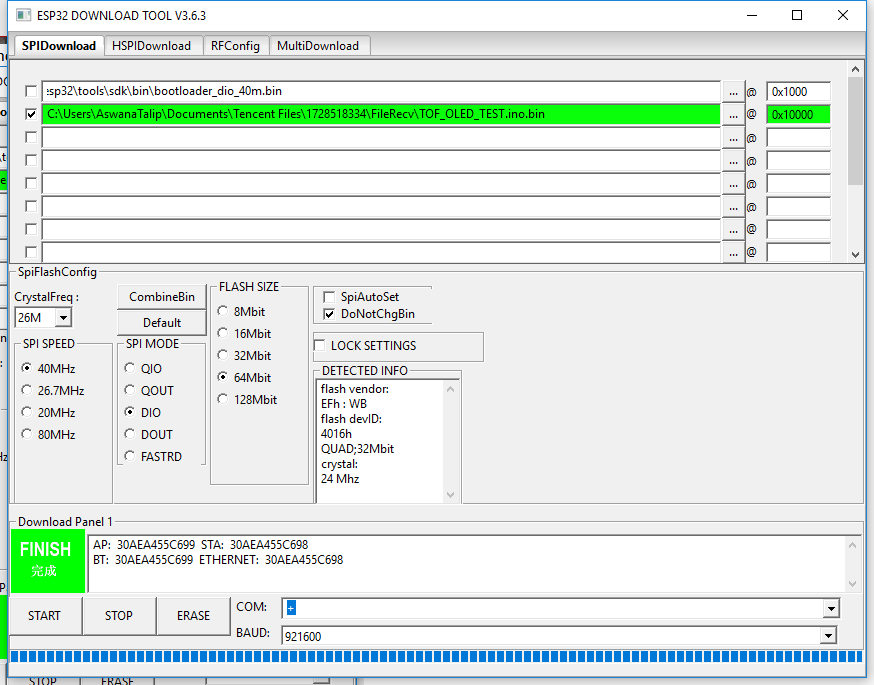 ESP32 DOWNLOAD TOOL V3.6.3
SPIDownload HSPIDownload RFConfig MultiDownload
:sp32\tools\sdk\bin\bootloader_dio_40m.bin ... @ 0x1000
C:\Users\AswanaTalip\Documents\Tencent Files\1728518334\FileRecv\TOF_OLED_TEST.ino.bin ... @ 0x10000
... @
... @
... @
... @
... @
... @
SpiFlashConfig
CrystalFreq :
26M
CombineBin
Default
SPI SPEED
40MHz
26.7MHz
20MHz
80MHz
SPI MODE
QIO
QOUT
DIO
DOUT
FASTRD
FLASH SIZE
8Mbit
16Mbit
32Mbit
64Mbit
128Mbit
SpiAutoSet
DoNotChgBin
LOCK SETTINGS
DETECTED INFO
flash vendor:
EFh : WB
flash devID:
4016h
QUAD;32Mbit
crystal:
24 Mhz
Download Panel 1
FINISH
完成
AP: 30AEA455C699 STA: 30AEA455C698
BT: 30AEA455C699 ETHERNET: 30AEA455C698
START STOP ERASE
COM: +
BAUD: 921600
STOP ERASE